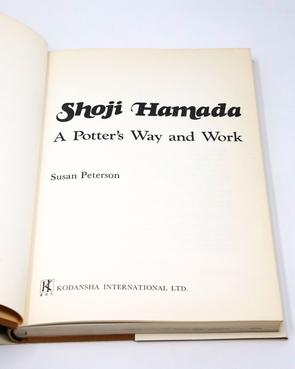 Shoji Hamada
A Potter's Way and Work
Susan Peterson
KODANSHA INTERNATIONAL LTD.